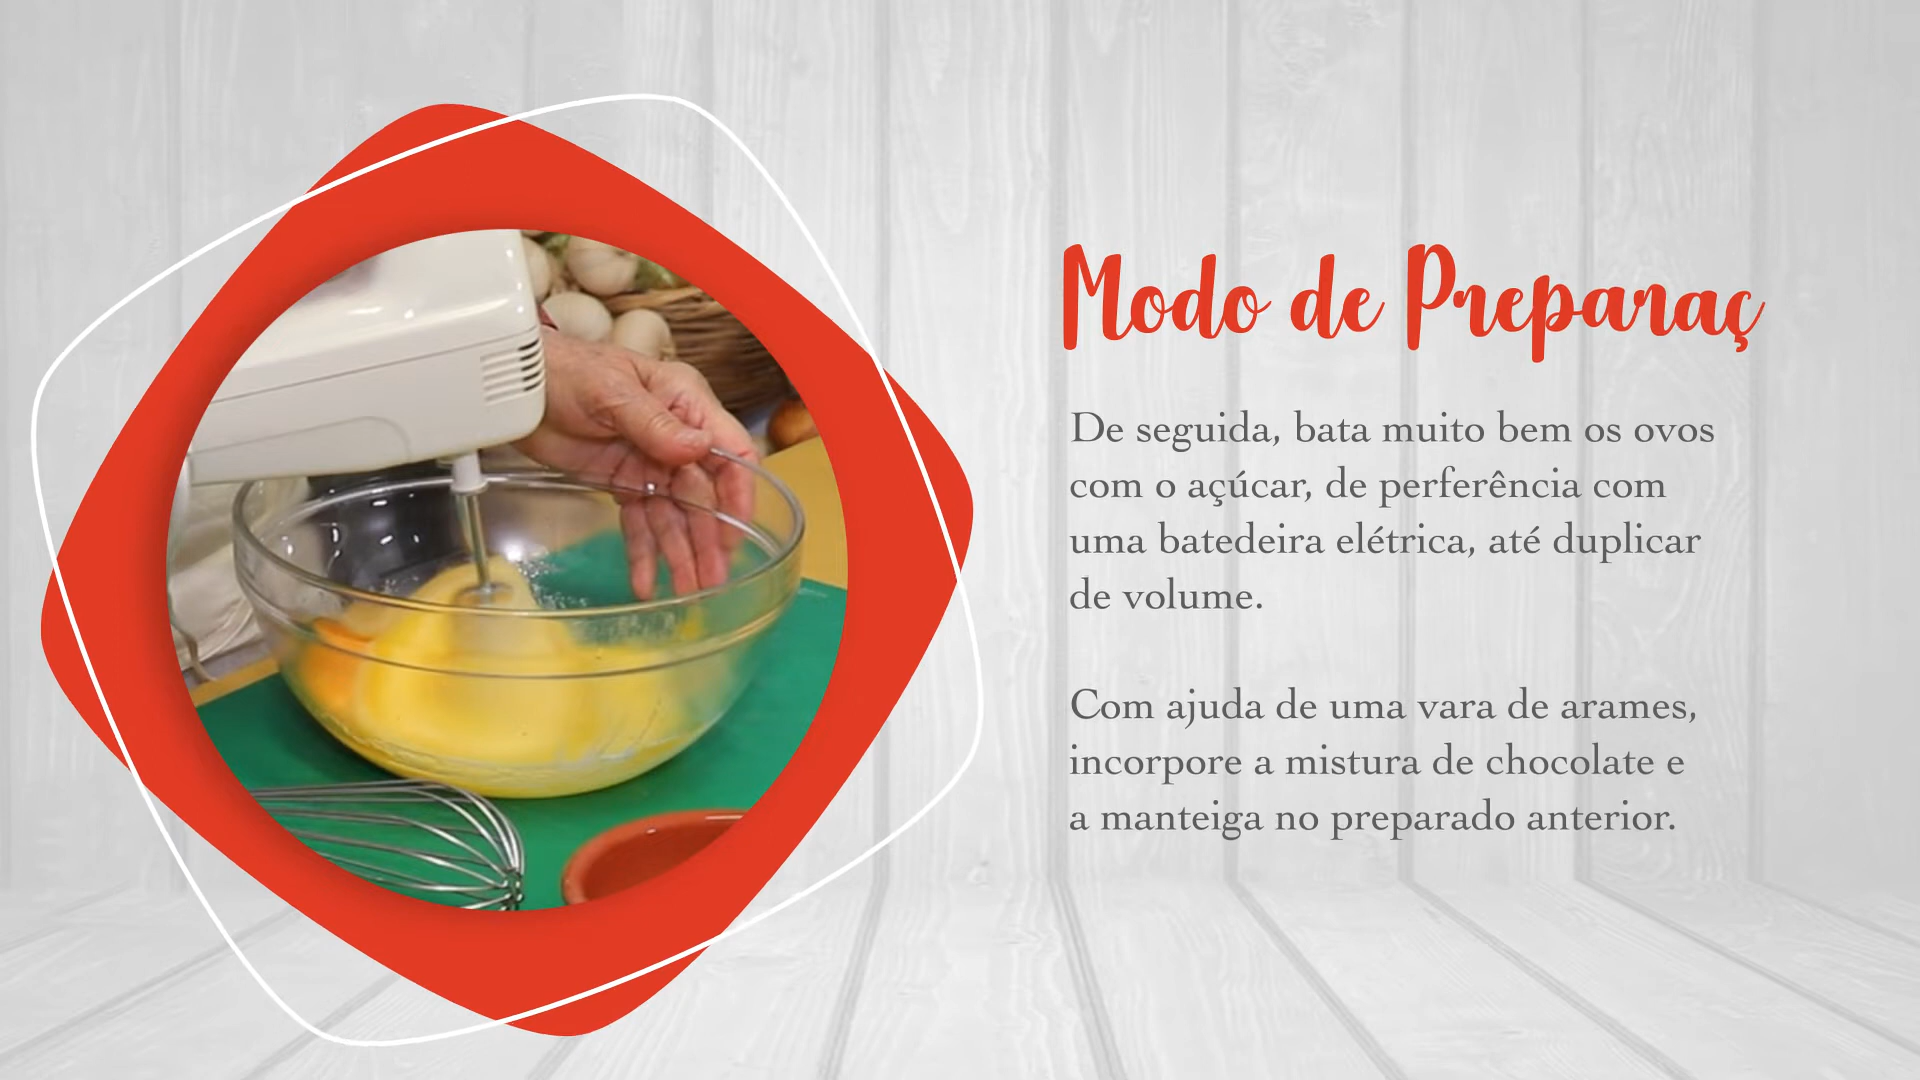 Modo de Preparaç
De seguida, bata muito bem os ovos
com o açúcar, de perferência com
uma batedeira elétrica, até duplicar
de volume.
Com ajuda de uma vara de arames,
incorpore a mistura de chocolate e
a manteiga no preparado anterior.